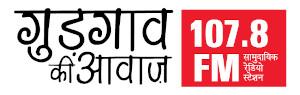 गुड़गाव
की आवाज़
107.8
FM
सामुदायिक
रेडियो
स्टेशन